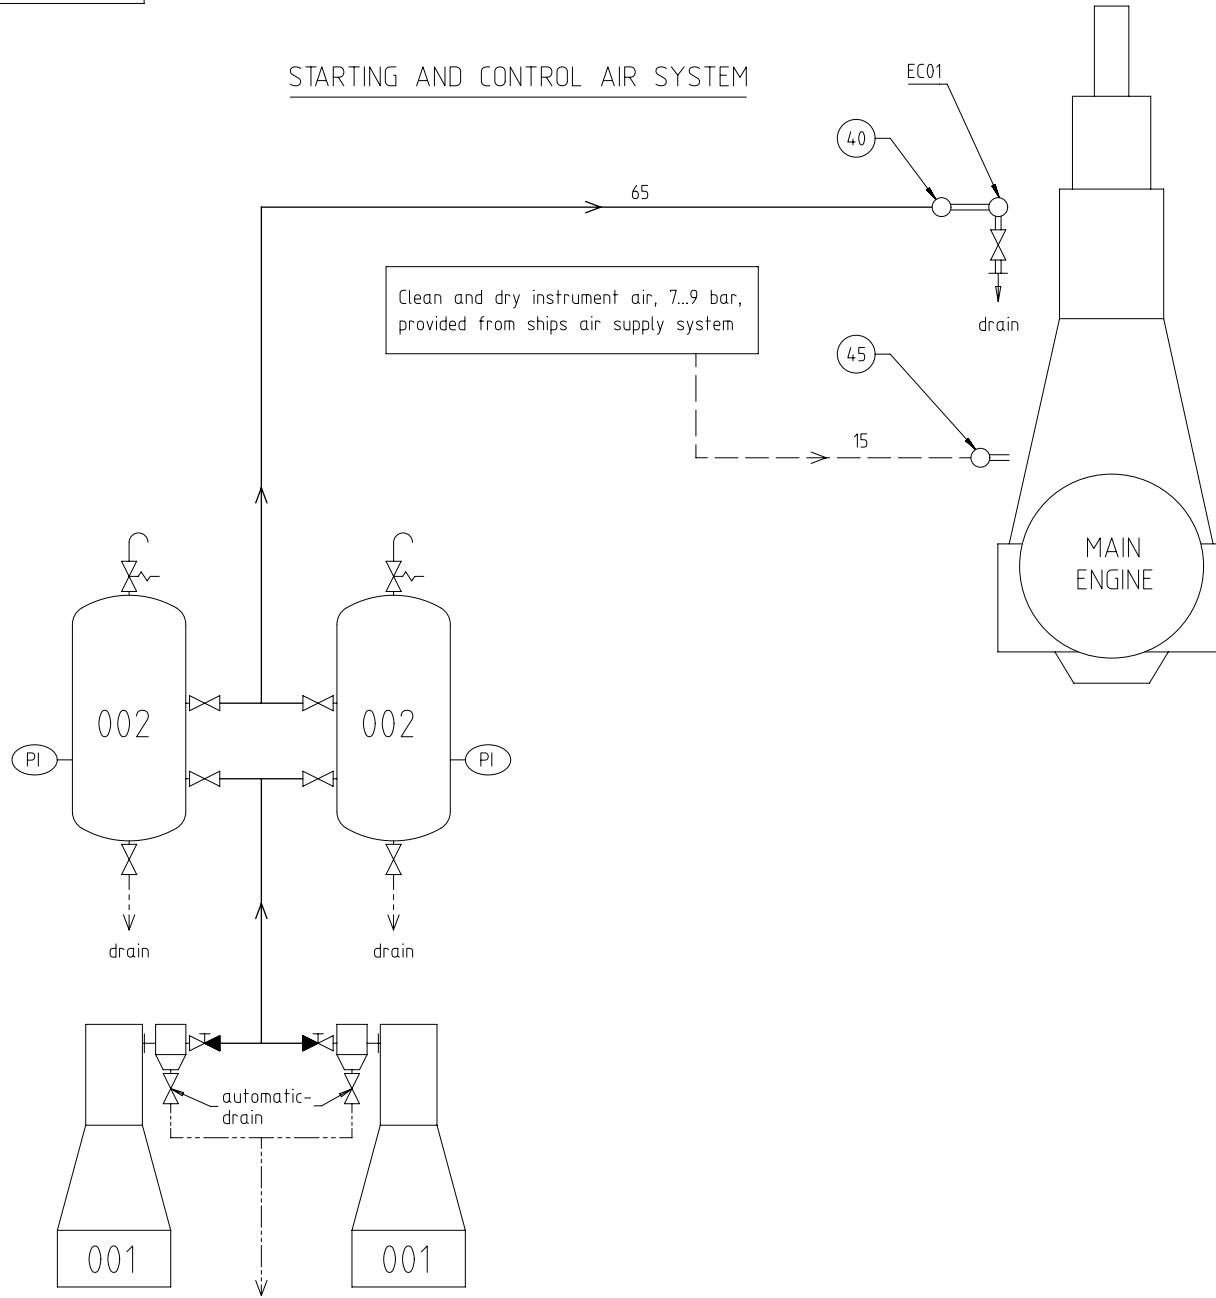 STARTING AND CONTROL AIR SYSTEM
EC01
40
65
Clean and dry instrument air, 7...9 bar,
provided from ships air supply system
drain
45
15
MAIN
ENGINE
002
002
PI
PI
drain
drain
automatic-
drain
001
001